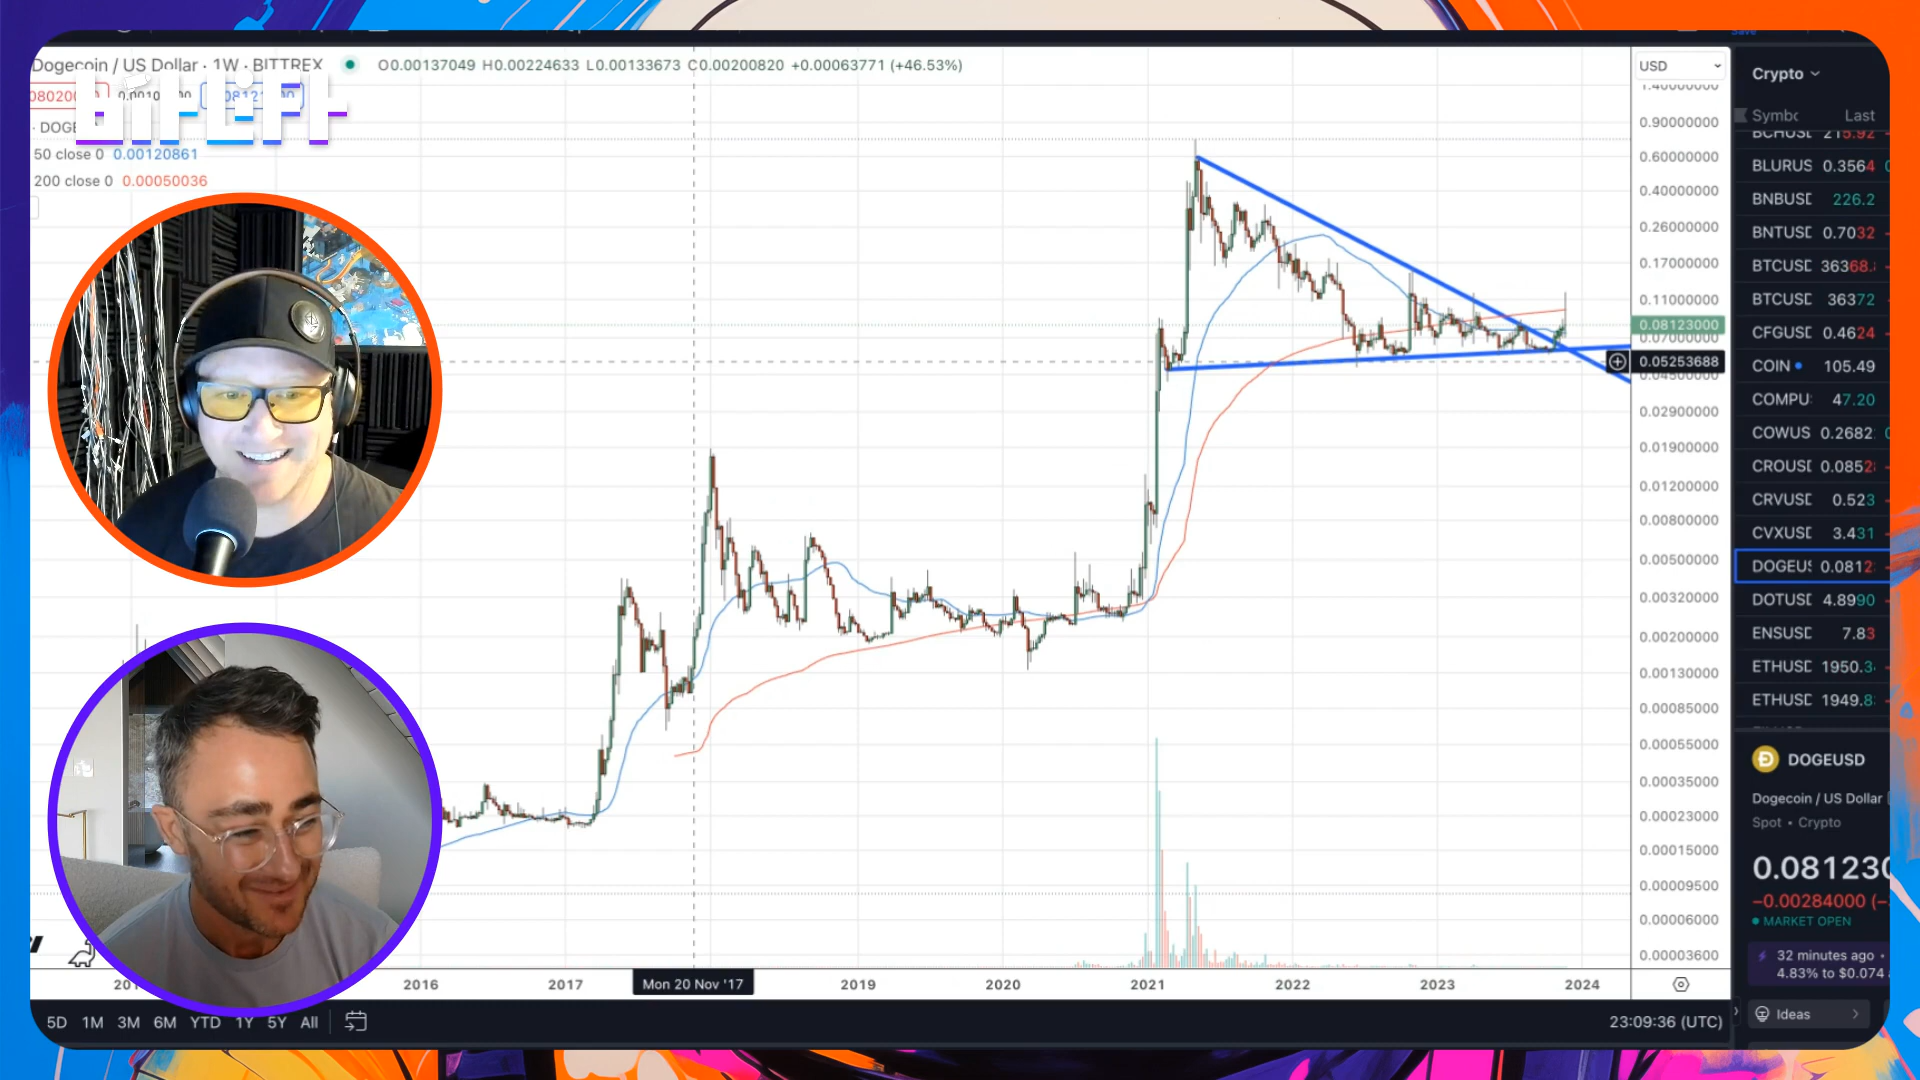 Save
Dogecoin / US Dollar · 1W · BITTREX O0.00137049 H0.00224633 L0.00133673 C0.00200820 +0.00063771 (+46.53%)
50 close 0 0.00120861
200 close 0 0.00050036
USD
0.90000000
0.60000000
0.40000000
0.26000000
0.17000000
0.11000000
0.08123000
0.07000000
0.05253688
0.02900000
0.01900000
0.01200000
0.00800000
0.00500000
0.00320000
0.00200000
0.00130000
0.00085000
0.00055000
0.00035000
0.00023000
0.00015000
0.00009500
0.00006000
0.00003600
2016 2017 Mon 20 Nov '17 2019 2020 2021 2022 2023 2024
5D 1M 3M 6M YTD 1Y 5Y All
23:09:36 (UTC)
Crypto
Last
BLURUS 0.3564
BNBUSD 226.2
BNTUSD 0.7032
BTCUSD 36368.
BTCUSD 36372
CFGUSD 0.4624
COIN 105.49
COMPU 47.20
COWUS 0.2682
CROUSD 0.0852
CRVUSD 0.523
CVXUSD 3.431
DOGEUS 0.0812
DOTUSD 4.8990
ENSUSD 7.83
ETHUSD 1950.3
ETHUSD 1949.8
DOGEUSD
Dogecoin / US Dollar
Spot • Crypto
0.081230
−0.00284000 (−
MARKET OPEN
32 minutes ago •
4.83% to $0.074
Ideas